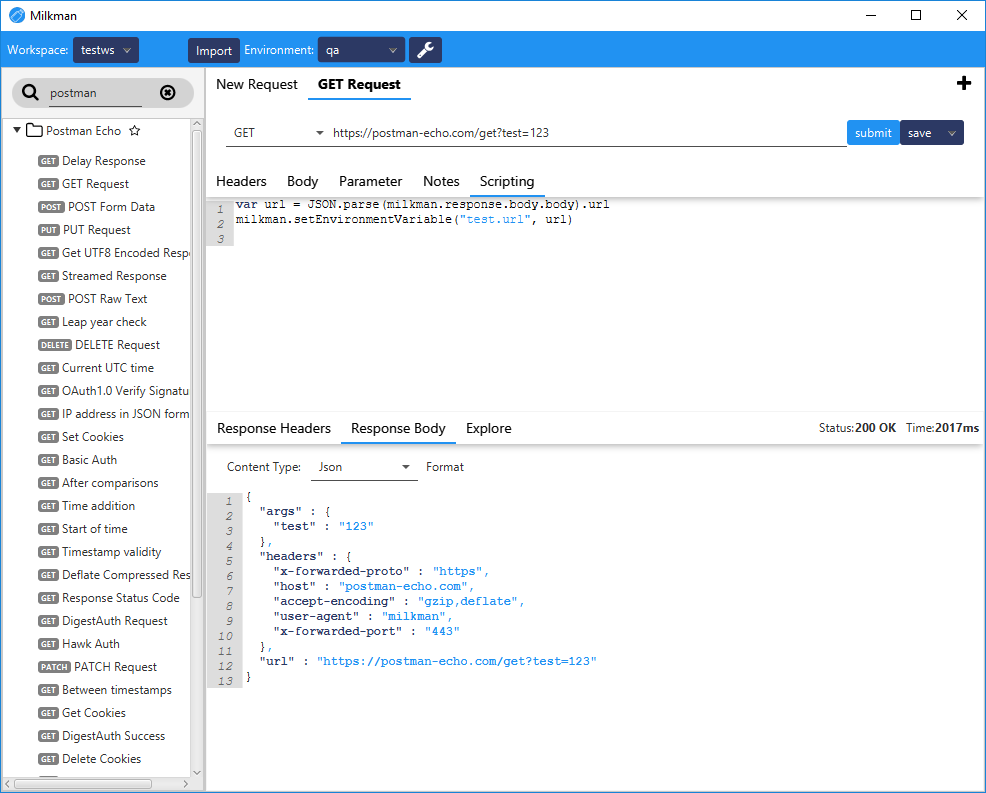 Milkman
Workspace: testws Import Environment: qa
postman
Postman Echo
GET Delay Response
GET GET Request
POST POST Form Data
PUT PUT Request
GET Get UTF8 Encoded Resp
GET Streamed Response
POST POST Raw Text
GET Leap year check
DELETE DELETE Request
GET Current UTC time
GET OAuth1.0 Verify Signatu
GET IP address in JSON form
GET Set Cookies
GET Basic Auth
GET After comparisons
GET Time addition
GET Start of time
GET Timestamp validity
GET Deflate Compressed Res
GET Response Status Code
GET DigestAuth Request
GET Hawk Auth
PATCH PATCH Request
GET Between timestamps
GET Get Cookies
GET DigestAuth Success
GET Delete Cookies
New Request GET Request
GET https://postman-echo.com/get?test=123 submit save
Headers Body Parameter Notes Scripting
1 var url = JSON.parse(milkman.response.body.body).url
2 milkman.setEnvironmentVariable("test.url", url)
3
Response Headers Response Body Explore Status:200 OK Time:2017ms
Content Type: Json Format
1 {
2 "args" : {
3 "test" : "123"
4 },
5 "headers" : {
6 "x-forwarded-proto" : "https",
7 "host" : "postman-echo.com",
8 "accept-encoding" : "gzip,deflate",
9 "user-agent" : "milkman",
10 "x-forwarded-port" : "443"
11 },
12 "url" : "https://postman-echo.com/get?test=123"
13 }